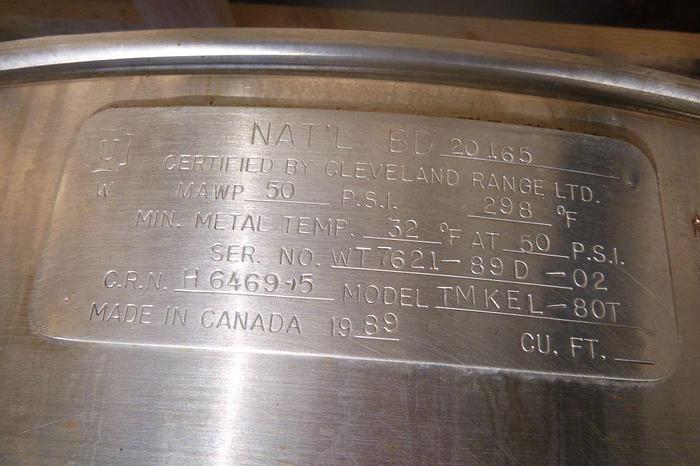 NAT'L BD 20165
U
CERTIFIED BY CLEVELAND RANGE LTD.
W
MAWP 50 P.S.I. 298 °F
MIN. METAL TEMP. 32 °F AT 50 P.S.I.
SER. NO. WT7621-89D-02
C.R.N. H6469.5 MODEL TMKEL-80T
MADE IN CANADA 1989
CU. FT.